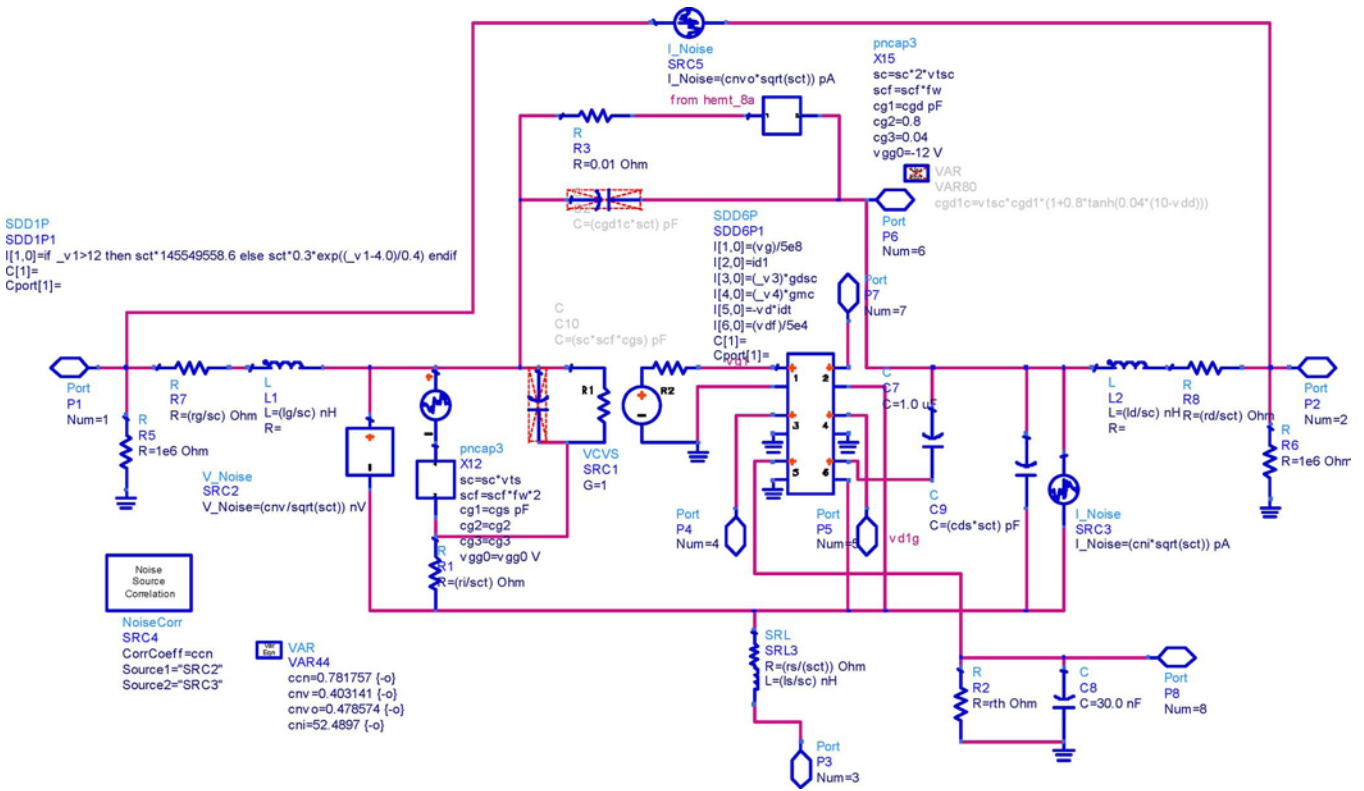 I_Noise
SRC5
I_Noise=(cnvo*sqrt(sct)) pA
pncap3
X15
sc=sc*2*vtsc
scf=scf*fw
cg1=cgd pF
cg2=0.8
cg3=0.04
vgg0=-12 V
from hemt_8a
R
R3
R=0.01 Ohm
VAR
VAR80
cgd1c=vtsc*cgd1*(1+0.8*tanh(0.04*(10-vdd)))
C=(cgd1c*sct) pF
Port
P6
Num=6
SDD1P
SDD1P1
I[1,0]=if _v1>12 then sct*145549558.6 else sct*0.3*exp((_v1-4.0)/0.4) endif
C[1]=
Cport[1]=
SDD6P
SDD6P1
I[1,0]=(vg)/5e8
I[2,0]=id1
I[3,0]=(_v3)*gdsc
I[4,0]=(_v4)*gmc
I[5,0]=-vd*idt
I[6,0]=(vdf)/5e4
C[1]=
Cport[1]=
vg1
Port
P7
Num=7
C
C10
C=(sc*scf*cgs) pF
Port
P1
Num=1
R
R7
R=(rg/sc) Ohm
L
L1
L=(lg/sc) nH
R=
R
R5
R=1e6 Ohm
R1
R2
VCVS
SRC1
G=1
1
2
3
4
5
6
C
C7
C=1.0 uF
L
L2
L=(ld/sc) nH
R=
R
R8
R=(rd/sct) Ohm
Port
P2
Num=2
R
R6
R=1e6 Ohm
V_Noise
SRC2
V_Noise=(cnv/sqrt(sct)) nV
pncap3
X12
sc=sc*vts
scf=scf*fw*2
cg1=cgs pF
cg2=cg2
cg3=cg3
vgg0=vgg0 V
R
R1
R=(ri/sct) Ohm
Port
P4
Num=4
Port
P5
Num=5
vd1g
C
C9
C=(cds*sct) pF
I_Noise
SRC3
I_Noise=(cni*sqrt(sct)) pA
Noise
Source
Correlation
NoiseCorr
SRC4
CorrCoeff=ccn
Source1="SRC2"
Source2="SRC3"
Var
Eqn
VAR
VAR44
ccn=0.781757 {-o}
cnv=0.403141 {-o}
cnvo=0.478574 {-o}
cni=52.4897 {-o}
SRL
SRL3
R=(rs/(sct)) Ohm
L=(ls/sc) nH
Port
P3
Num=3
R
R2
R=rth Ohm
C
C8
C=30.0 nF
Port
P8
Num=8